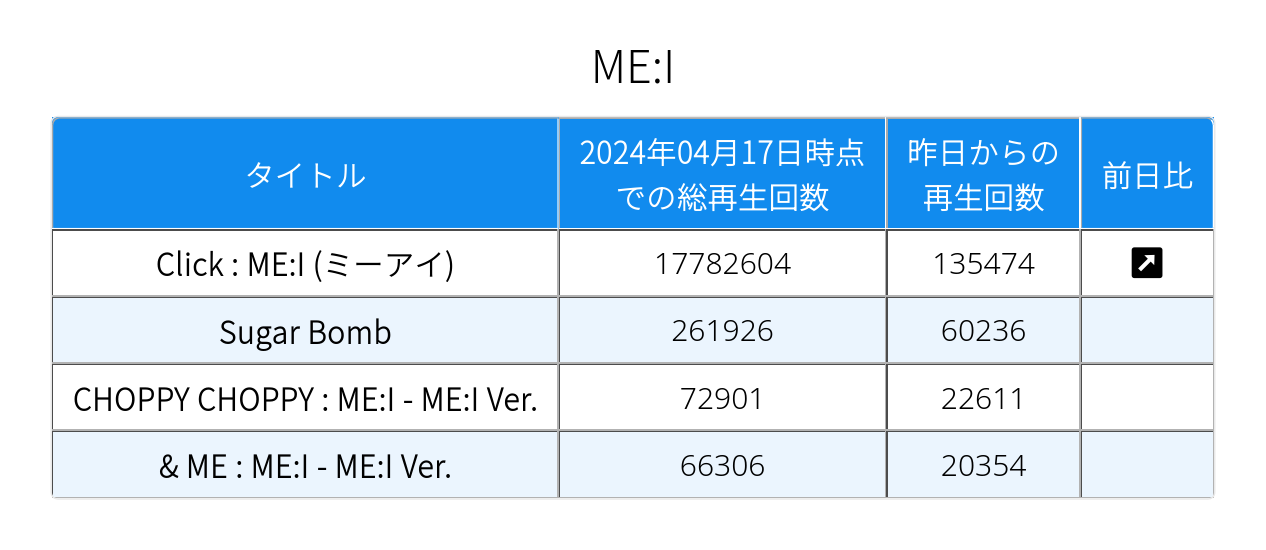 ME:I
タイトル
2024年04月17日時点
での総再生回数
昨日からの
再生回数
前日比
Click : ME:I (ミーアイ) 17782604 135474
Sugar Bomb 261926 60236
CHOPPY CHOPPY : ME:I - ME:I Ver. 72901 22611
& ME : ME:I - ME:I Ver. 66306 20354